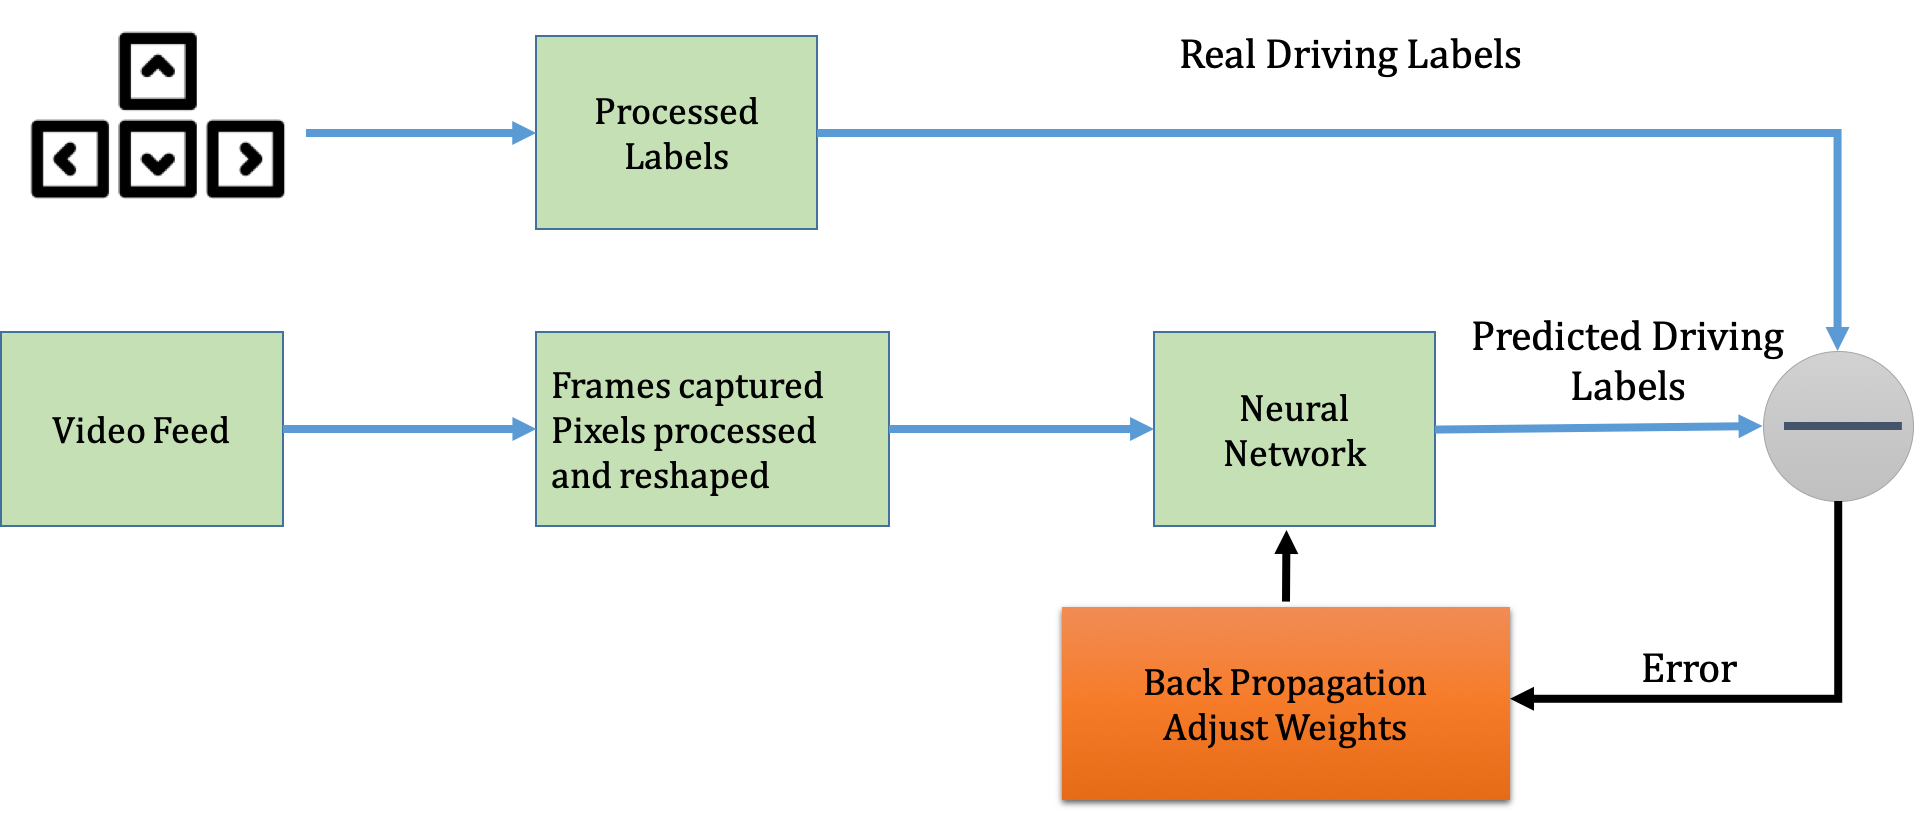 Real Driving Labels
Processed
Labels
Predicted Driving
Labels
Video Feed
Frames captured
Pixels processed
and reshaped
Neural
Network
Error
Back Propagation
Adjust Weights